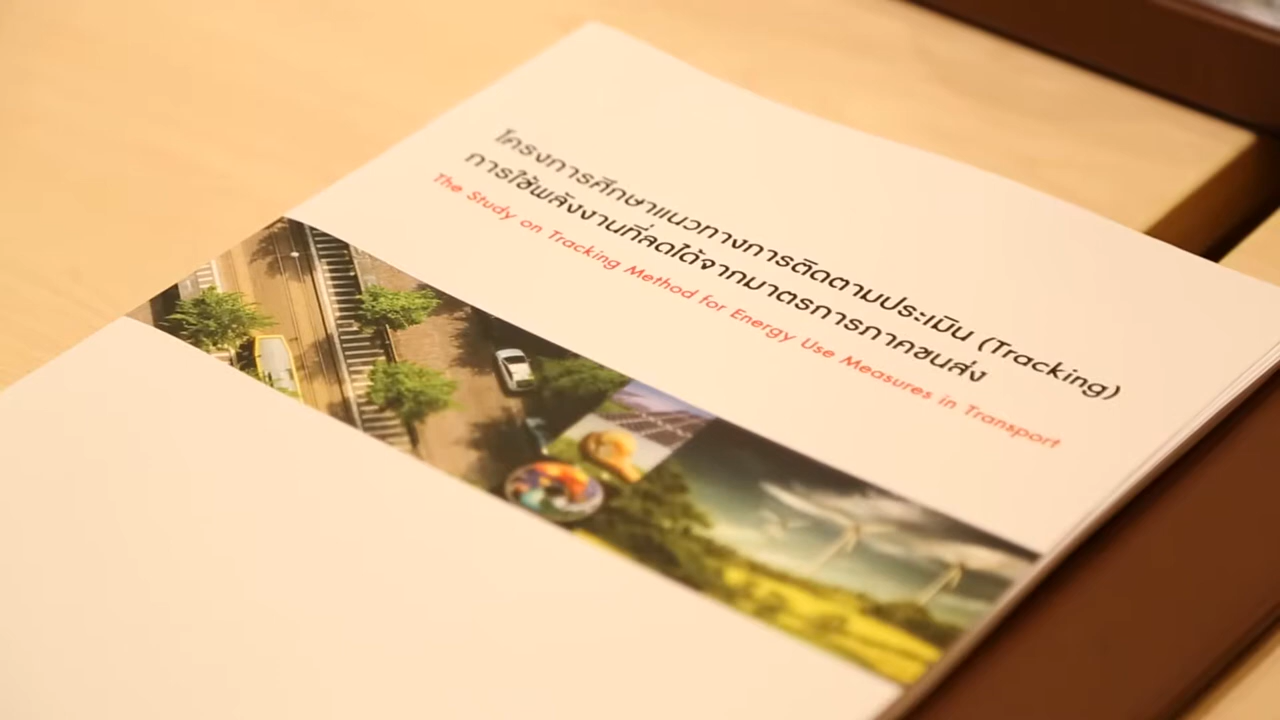 โครงการศึกษาแนวทางการติดตามประเมิน (Tracking)
การใช้พลังงานที่ลดได้จากมาตรการภาคขนส่ง
The Study on Tracking Method for Energy Use Measures in Transport